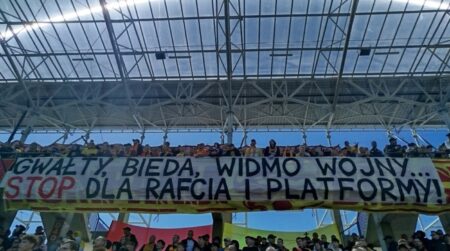 GWAŁTY, BIEDA, WIDMO WOJNY...
STOP DLA RAFCIA I PLATFORMY!